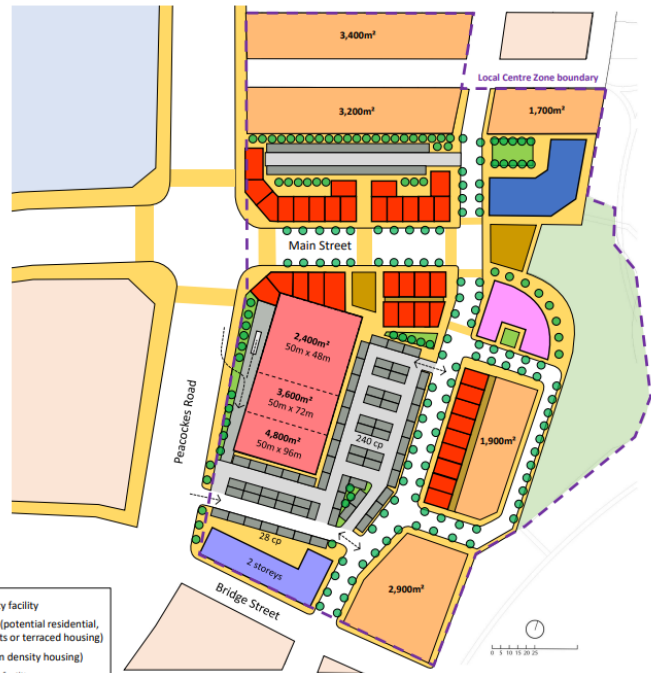 3,400m²
Local Centre Zone boundary
3,200m²
1,700m²
Main Street
2,400m²
50m x 48m
3,600m²
50m x 72m
4,800m²
50m x 96m
240 cp
1,900m²
Peacockes Road
28 cp
2 storeys
2,900m²
Bridge Street
y facility
(potential residential,
ts or terraced housing)
n density housing)
0 5 10 15 20 25